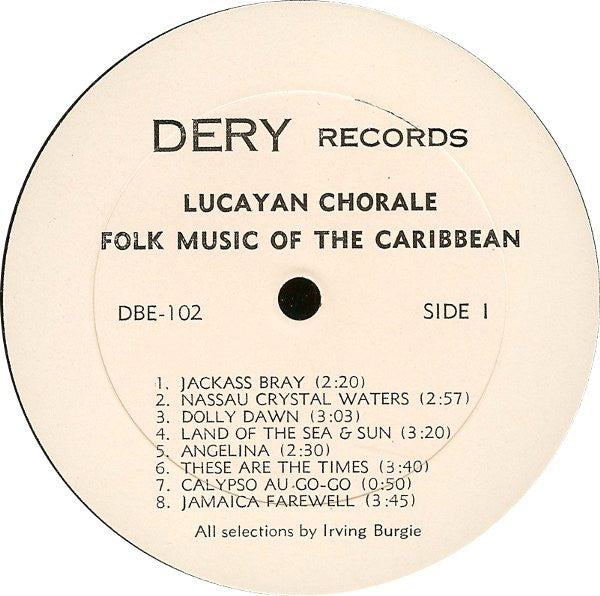 DERY RECORDS
LUCAYAN CHORALE
FOLK MUSIC OF THE CARIBBEAN
DBE-102 SIDE 1
1. JACKASS BRAY (2:20)
2. NASSAU CRYSTAL WATERS (2:57)
3. DOLLY DAWN (3:03)
4. LAND OF THE SEA & SUN (3:20)
5. ANGELINA (2:30)
6. THESE ARE THE TIMES (3:40)
7. CALYPSO AU GO-GO (0:50)
8. JAMAICA FAREWELL (3:45)
All selections by Irving Burgie